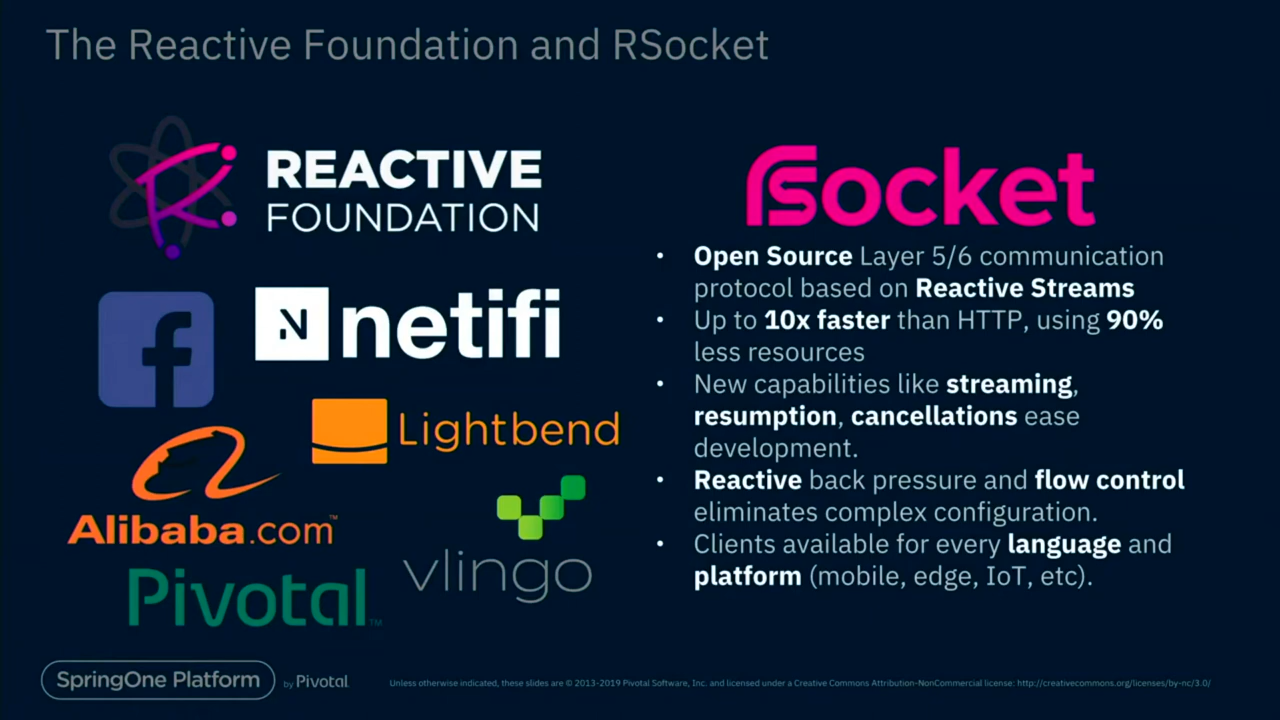 The Reactive Foundation and RSocket
REACTIVE
FOUNDATION
netifi
Lightbend
Alibaba.com™
vlingo
Pivotal™
rsocket
• Open Source Layer 5/6 communication
protocol based on Reactive Streams
• Up to 10x faster than HTTP, using 90%
less resources
• New capabilities like streaming,
resumption, cancellations ease
development.
• Reactive back pressure and flow control
eliminates complex configuration.
• Clients available for every language and
platform (mobile, edge, IoT, etc).
SpringOne Platform
by Pivotal
Unless otherwise indicated, these slides are © 2013-2019 Pivotal Software, Inc. and licensed under a Creative Commons Attribution-NonCommercial license: http://creativecommons.org/licenses/by-nc/3.0/